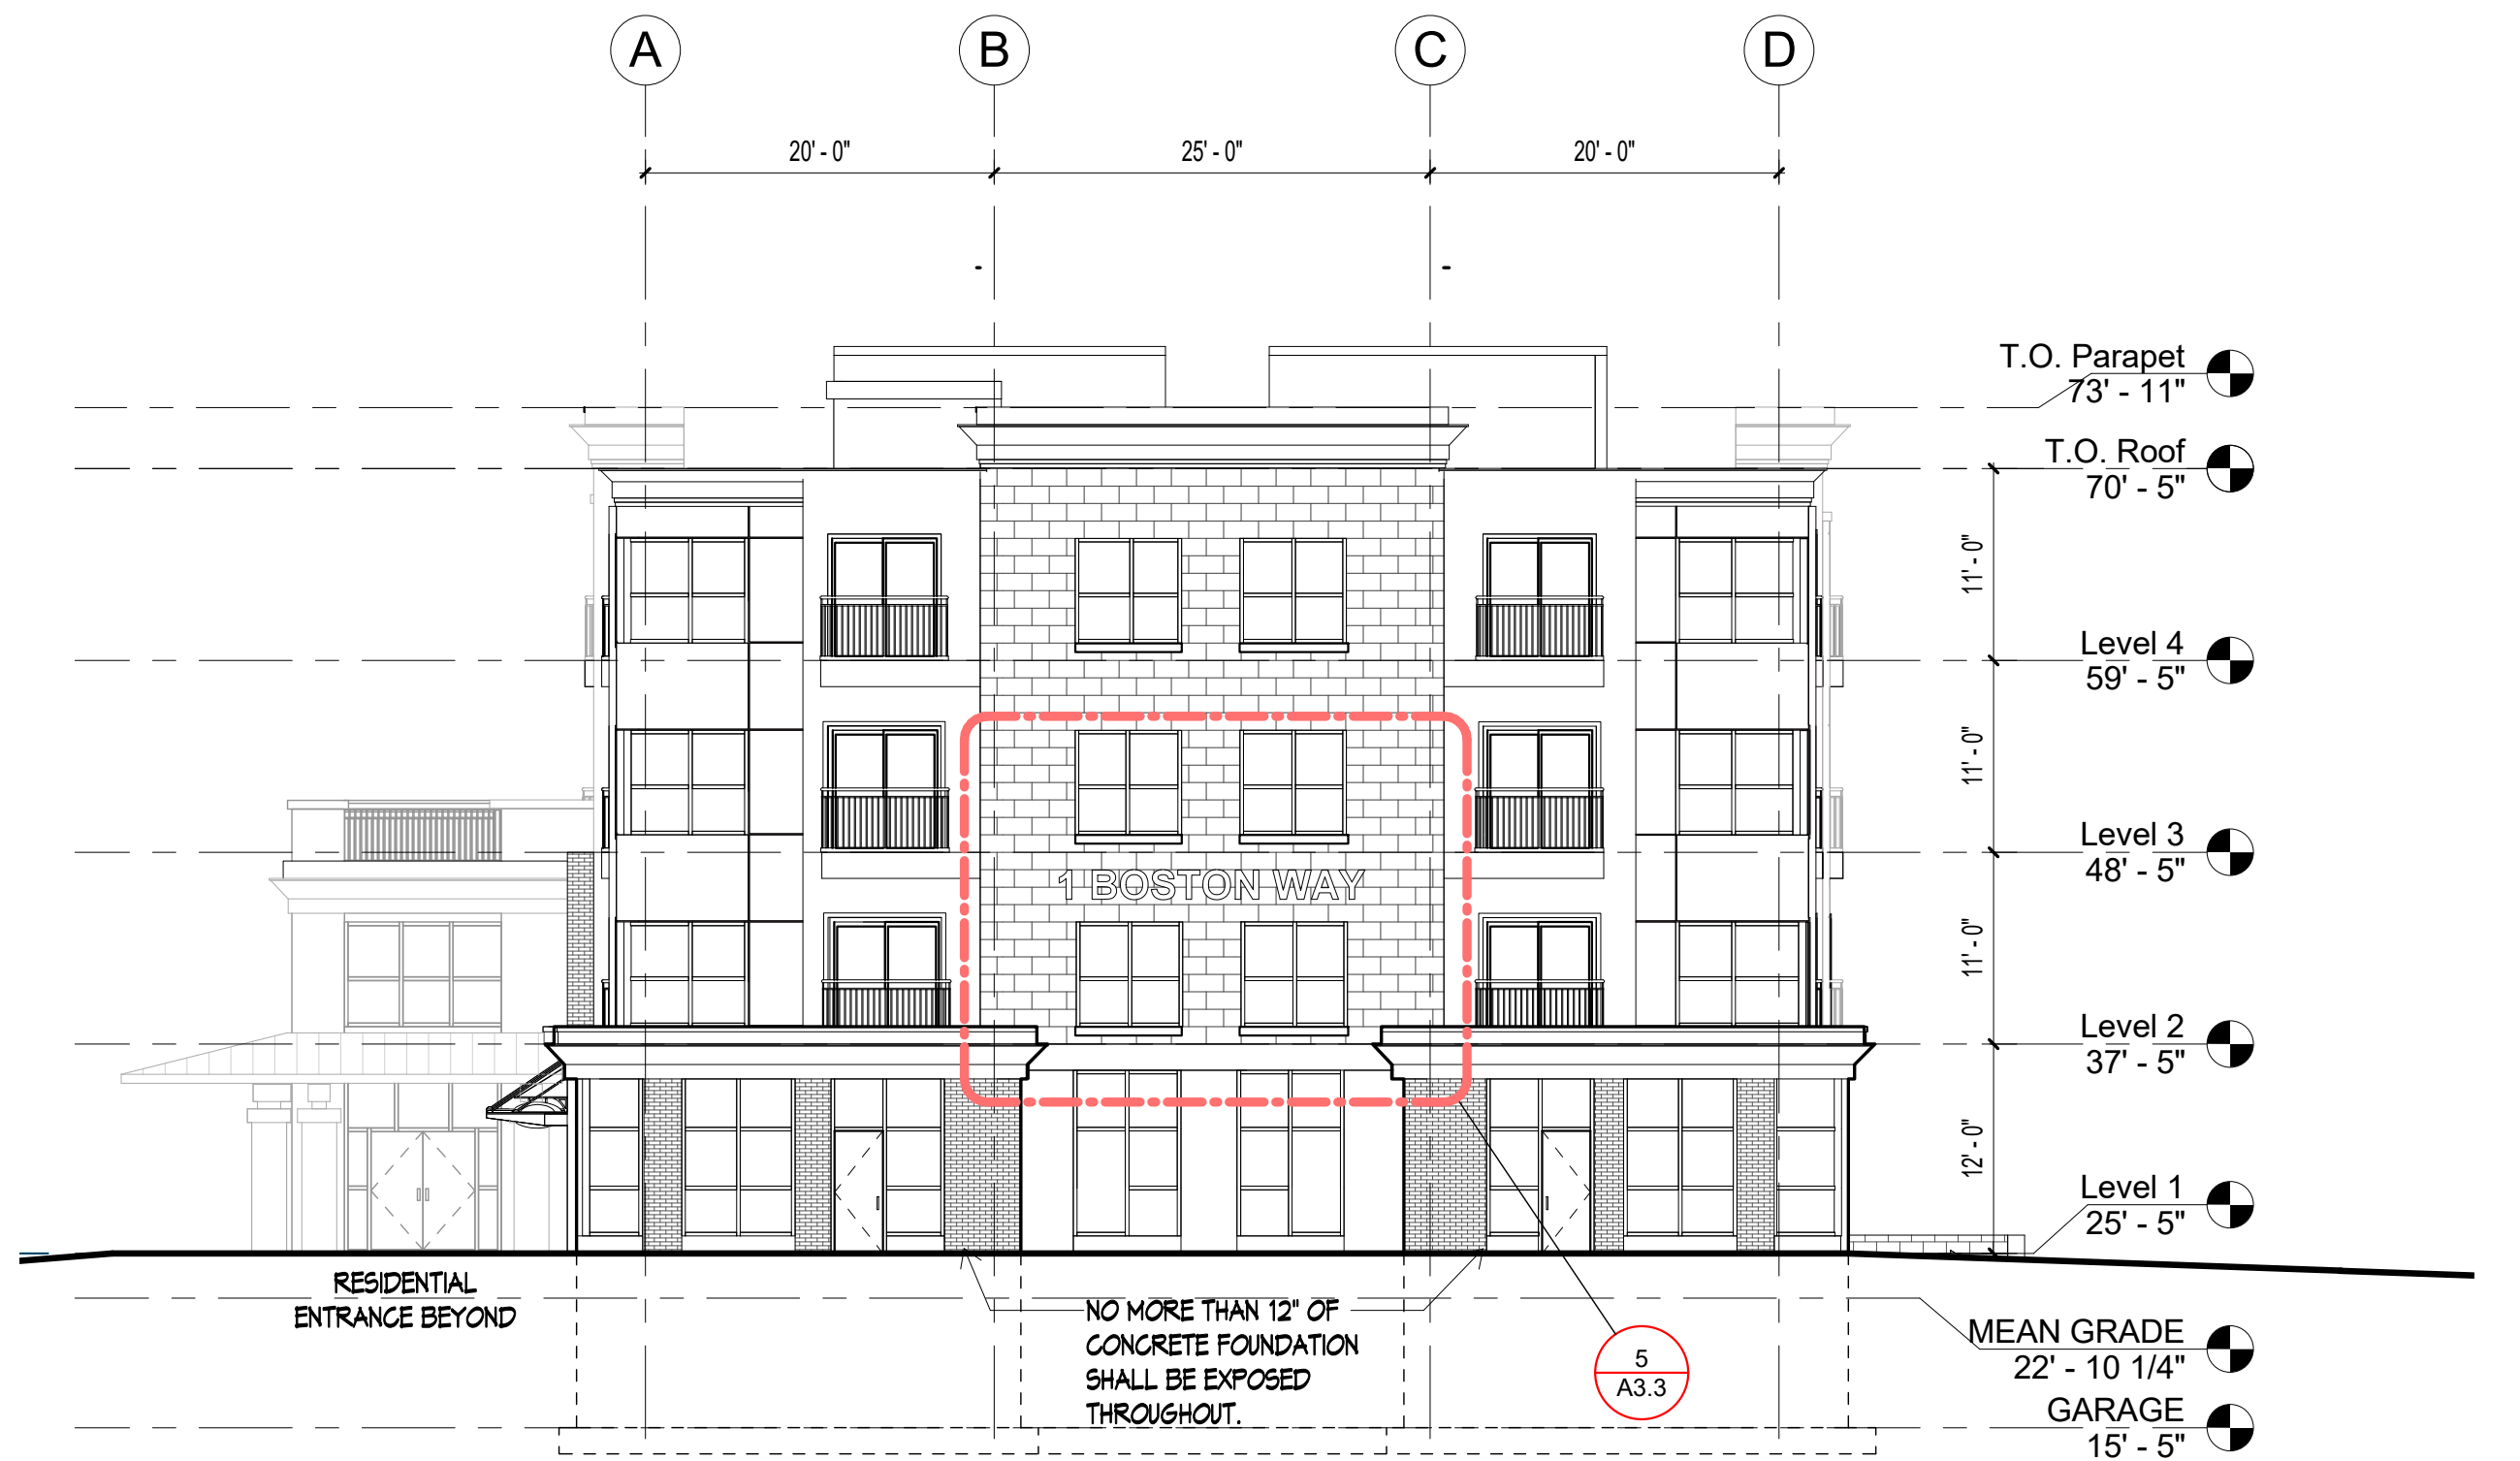 A B C D
20' - 0" 25' - 0" 20' - 0"
T.O. Parapet
73' - 11"
T.O. Roof
70' - 5"
11' - 0"
Level 4
59' - 5"
11' - 0"
Level 3
48' - 5"
1 BOSTON WAY
11' - 0"
Level 2
37' - 5"
12' - 0"
Level 1
25' - 5"
RESIDENTIAL
ENTRANCE BEYOND
NO MORE THAN 12" OF
CONCRETE FOUNDATION
SHALL BE EXPOSED
THROUGHOUT.
5
A3.3
MEAN GRADE
22' - 10 1/4"
GARAGE
15' - 5"